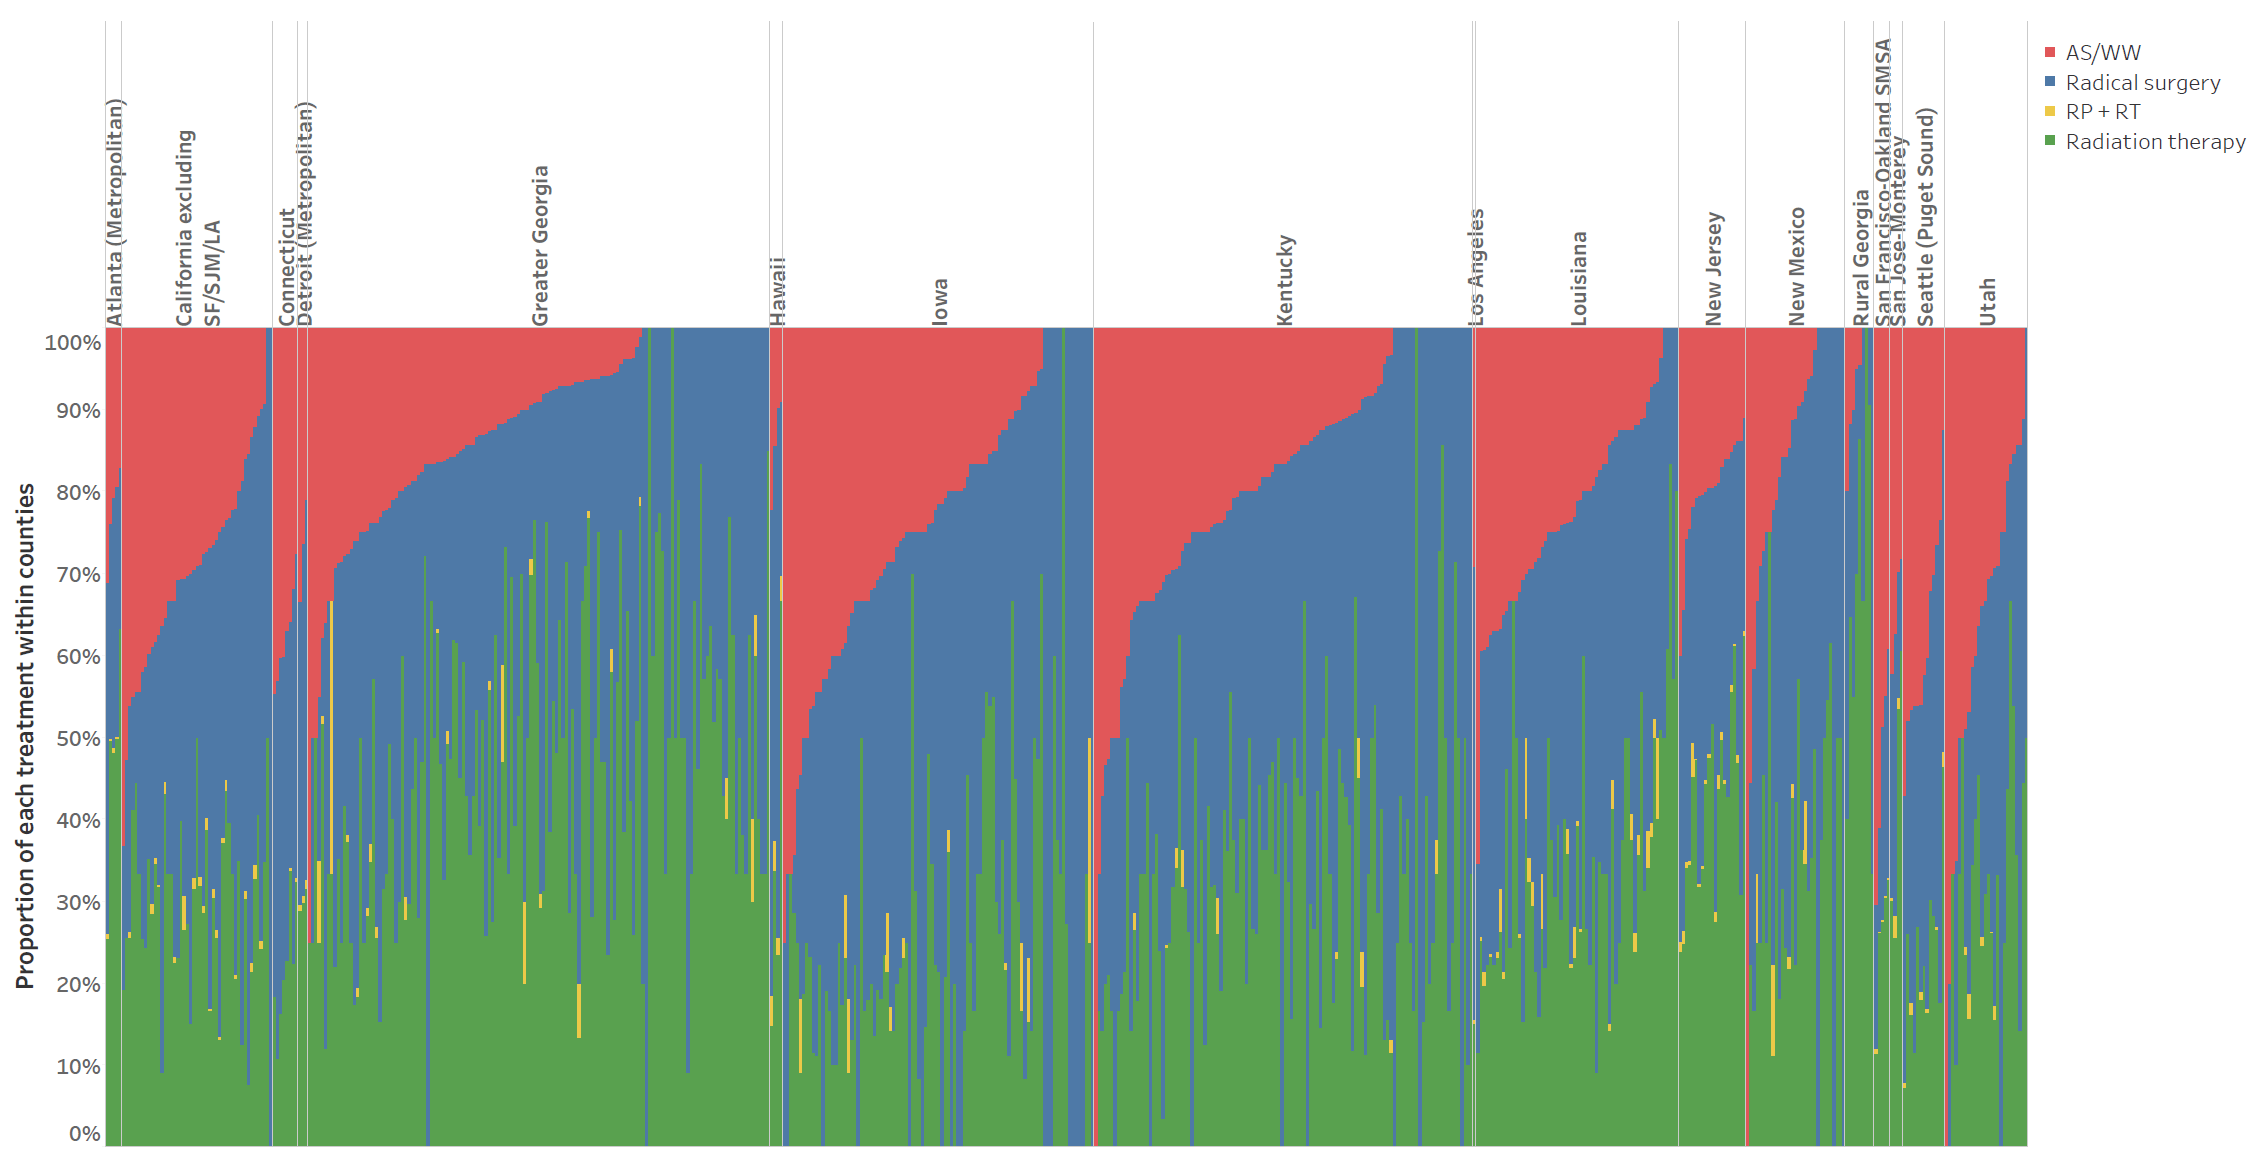 AS/WW
Radical surgery
RP + RT
Radiation therapy
Atlanta (Metropolitan)
California excluding
SF/SJM/LA
Connecticut
Detroit (Metropolitan)
Greater Georgia
Hawaii
Iowa
Kentucky
Los Angeles
Louisiana
New Jersey
New Mexico
Rural Georgia
San Francisco-Oakland SMSA
San Jose-Monterey
Seattle (Puget Sound)
Utah
Proportion of each treatment within counties
100%
90%
80%
70%
60%
50%
40%
30%
20%
10%
0%